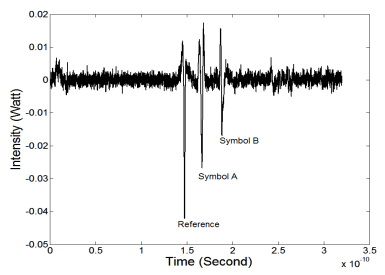 0.02
0.01
0
-0.01
-0.02
-0.03
-0.04
-0.05
Intensity (Watt)
Symbol B
Symbol A
Reference
0 0.5 1 1.5 2 2.5 3 3.5
Time (Second)
x 10^-10